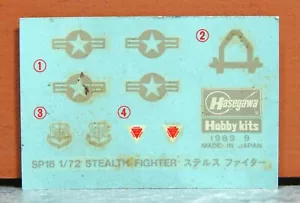 ①
②
③
④
Hasegawa
Hobby kits
1989 9
MADE IN JAPAN
SP16 1/72 STEALTH FIGHTER ステルス ファイター